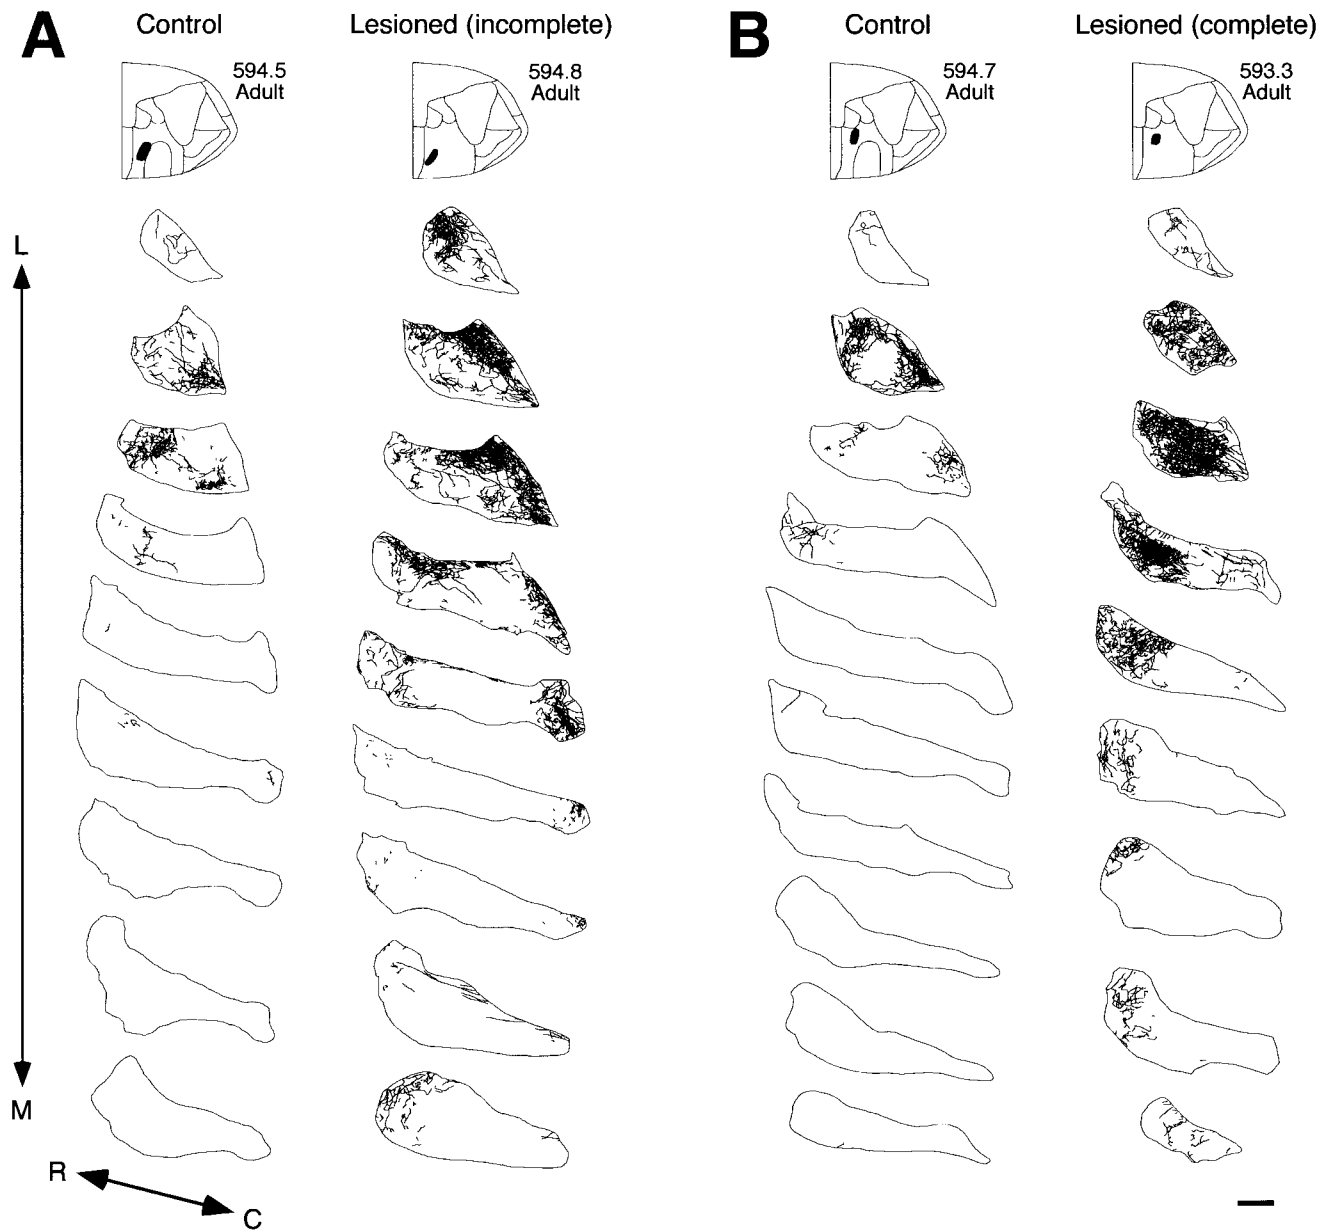 A
Control
Lesioned (incomplete)
594.5
Adult
594.8
Adult
B
Control
Lesioned (complete)
594.7
Adult
593.3
Adult
L
M
R
C